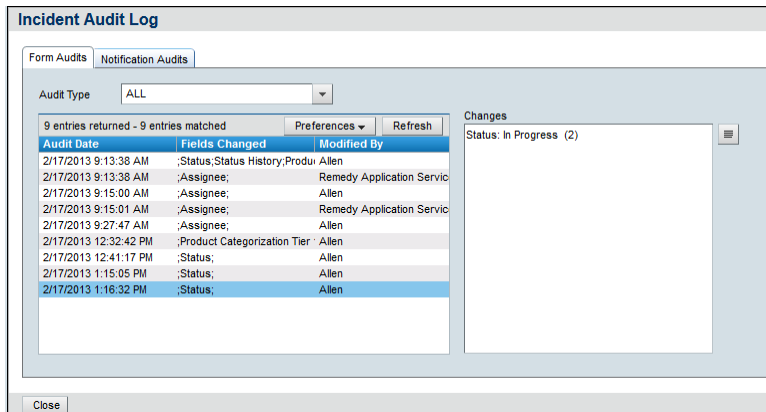 Incident Audit Log
Form Audits
Notification Audits
Audit Type
ALL
9 entries returned - 9 entries matched
Preferences
Refresh
Audit Date Fields Changed Modified By
2/17/2013 9:13:38 AM ;Status;Status History;Produ Allen
2/17/2013 9:13:38 AM ;Assignee; Remedy Application Servic
2/17/2013 9:15:00 AM ;Assignee; Allen
2/17/2013 9:15:01 AM ;Assignee; Remedy Application Servic
2/17/2013 9:27:47 AM ;Assignee; Allen
2/17/2013 12:32:42 PM ;Product Categorization Tier Allen
2/17/2013 12:41:17 PM ;Status; Allen
2/17/2013 1:15:05 PM ;Status; Allen
2/17/2013 1:16:32 PM ;Status; Allen
Changes
Status: In Progress (2)
Close